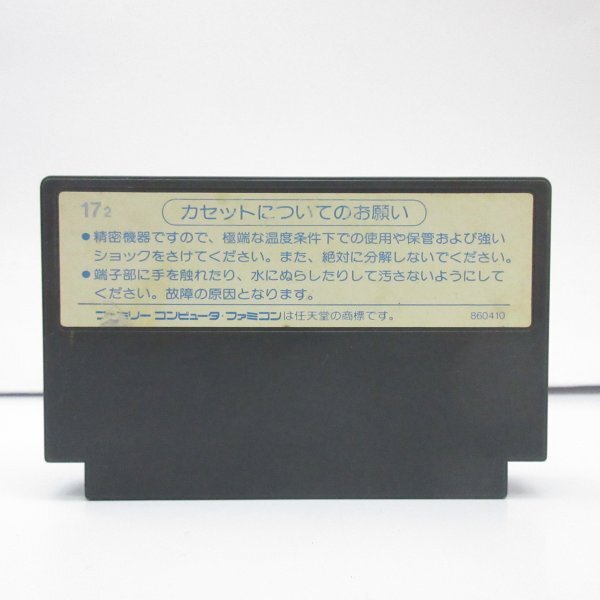 17 2
カセットについてのお願い
●精密機器ですので、極端な温度条件下での使用や保管および強い
ショックをさけてください。また、絶対に分解しないでください。
●端子部に手を触れたり、水にぬらしたりして汚さないようにして
ください。故障の原因となります。
ファミリー コンピュータ・ファミコンは任天堂の商標です。
860410